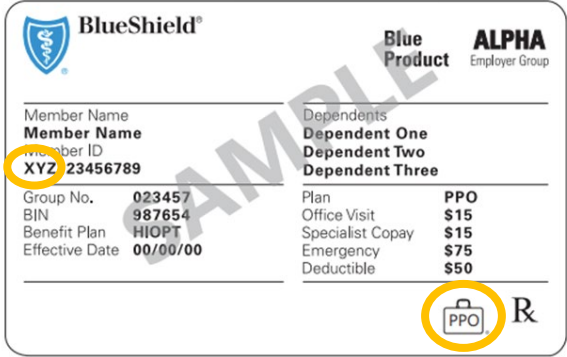 BlueShield®
Blue
Product
ALPHA
Employer Group
SAMPLE
Member Name
Member Name
Member ID
XYZ 23456789
Group No. 023457
BIN 987654
Benefit Plan HIOPT
Effective Date 00/00/00
Dependents
Dependent One
Dependent Two
Dependent Three
Plan PPO
Office Visit $15
Specialist Copay $15
Emergency $75
Deductible $50
PPO
Rx